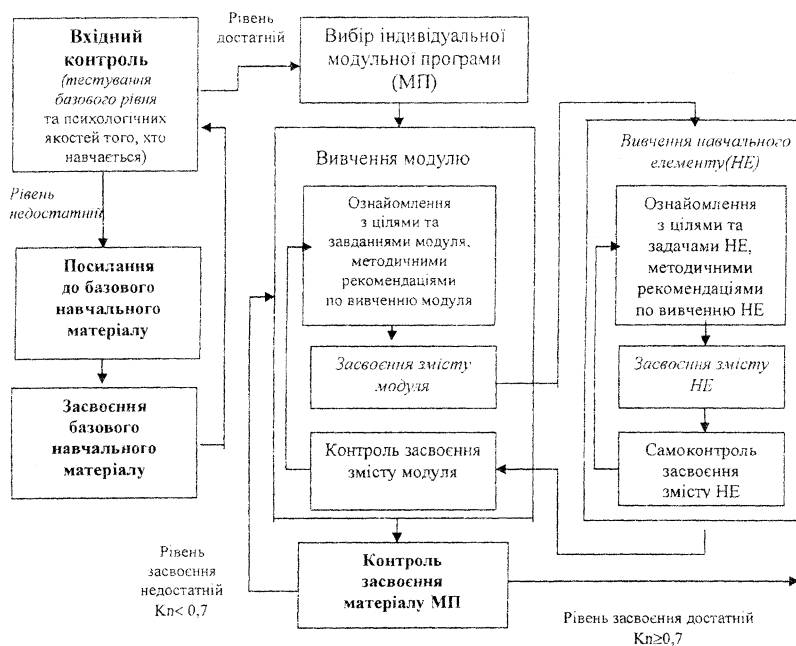 Вхідний
контроль
(тестування
базового рівня
та психологічних
якостей того, хто
навчається)
Рівень
достатній
Вибір індивідуальної
модульної програми
(МП)
Рівень
недостатній
Посилання
до базового
навчального
матеріалу
Засвоєння
базового
навчального
матеріалу
Вивчення модулю
Ознайомлення
з цілями та
завданнями модуля,
методичними
рекомендаціями
по вивченню модуля
Засвоєння змісту
модуля
Контроль засвоєння
змісту модуля
Вивчення навчального
елементу(НЕ)
Ознайомлення
з цілями та
задачами НЕ,
методичними
рекомендаціями
по вивченню НЕ
Засвоєння змісту
НЕ
Самоконтроль
засвоєння
змісту НЕ
Рівень
засвоєння
недостатній
Kn< 0,7
Контроль
засвоєння
матеріалу МП
Рівень засвоєння достатній
Kn≥0,7